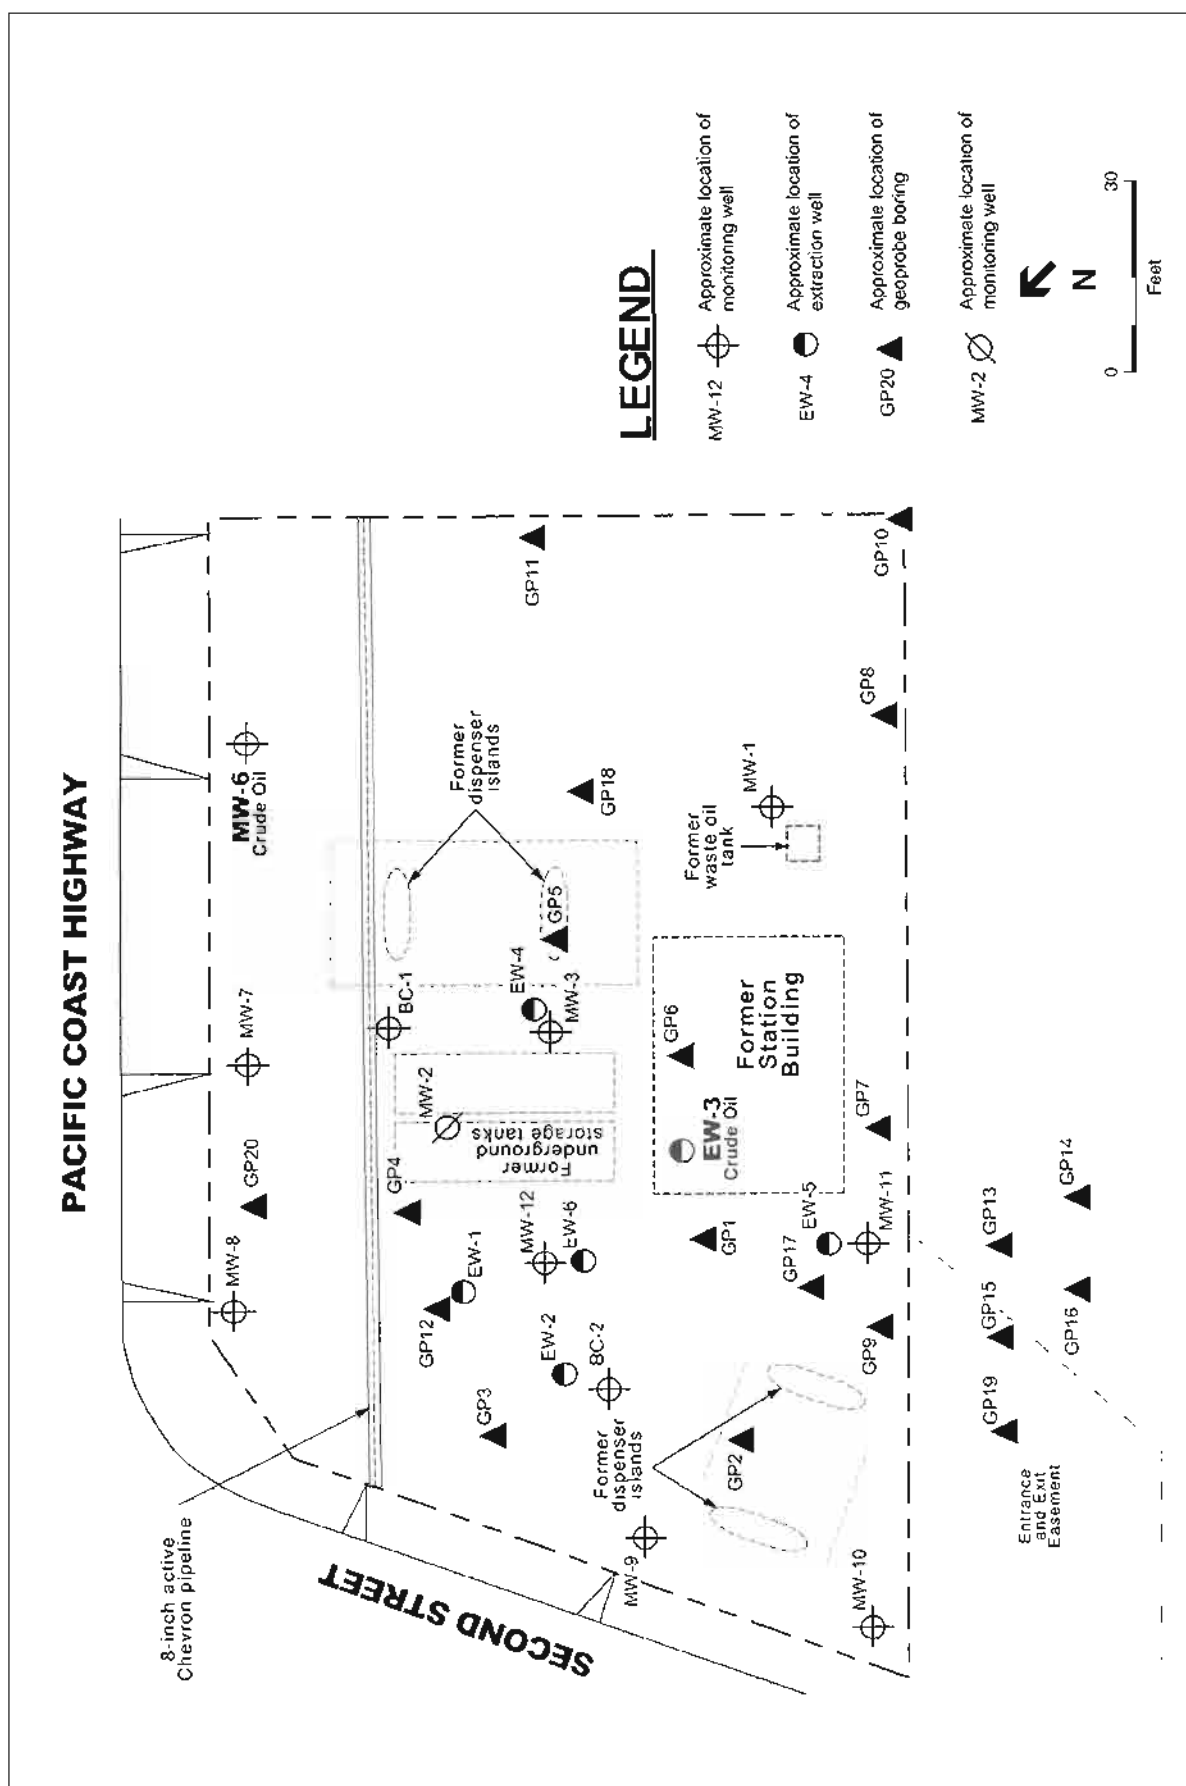 PACIFIC COAST HIGHWAY
8-inch active
Chevron pipeline
SECOND STREET
MW-8
GP20
MW-7
MW-6
Crude Oil
GP3
GP12
EW-1
GP4
MW-2
Former
underground
storage tanks
BC-1
Former
dispenser
islands
GP11
EW-2
BC-2
MW-12
EW-6
EW-4
MW-3
GP5
GP18
MW-9
Former
dispenser
islands
GP2
GP1
EW-3
Crude Oil
GP6
Former
Station
Building
Former
waste oil
tank
MW-1
MW-10
GP9
GP17
EW-5
MW-11
GP7
GP8
GP10
Entrance
and Exit
Easement
GP19
GP15
GP13
GP16
GP14
LEGEND
MW-12 Approximate location of
monitoring well
EW-4 Approximate location of
extraction well
GP20 Approximate location of
geoprobe boring
MW-2 Approximate location of
monitoring well
N
0 30
Feet